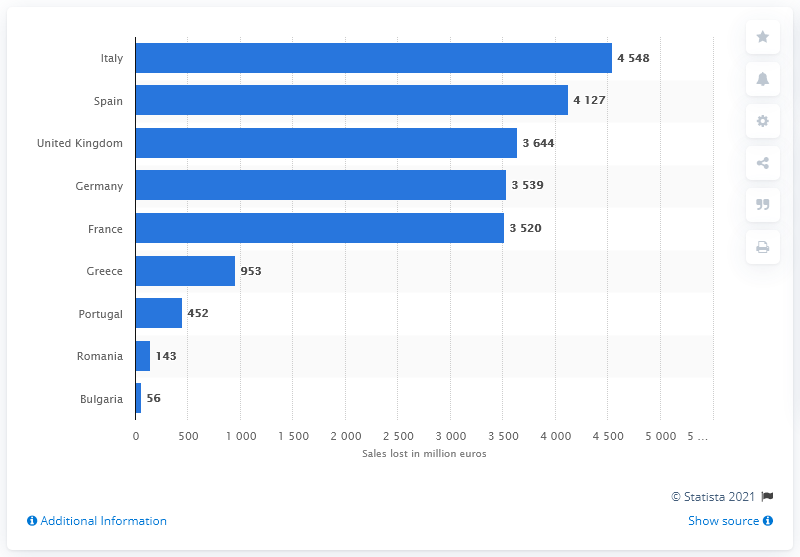 Italy 4 548
Spain 4 127
United Kingdom 3 644
Germany 3 539
France 3 520
Greece 953
Portugal 452
Romania 143
Bulgaria 56
0 500 1 000 1 500 2 000 2 500 3 000 3 500 4 000 4 500 5 000 5 ...
Sales lost in million euros
© Statista 2021
Additional Information Show source